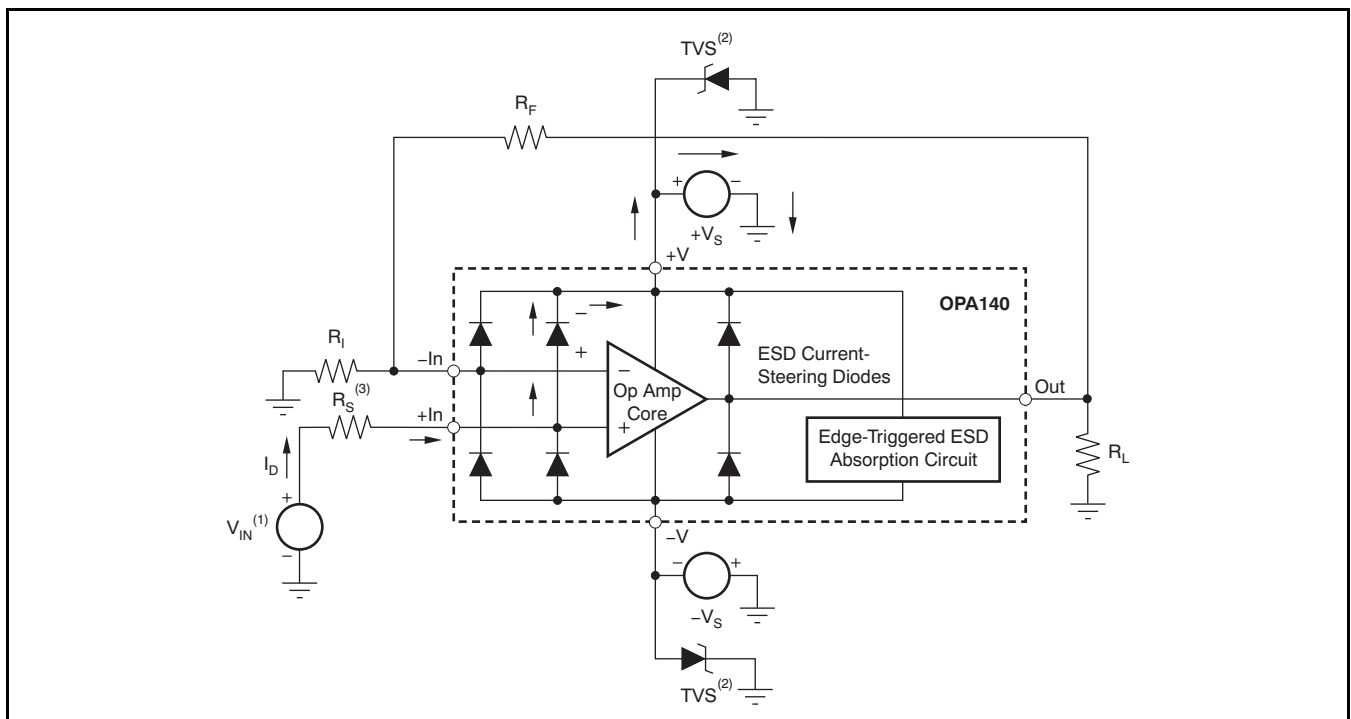 TVS(2)
RF
+ −
+VS
+V
OPA140
−
+
RI
−In
−
Op Amp
Core
+
ESD Current-
Steering Diodes
Out
RS(3)
+In
Edge-Triggered ESD
Absorption Circuit
RL
ID
+
VIN(1)
−
−V
− +
−VS
TVS(2)